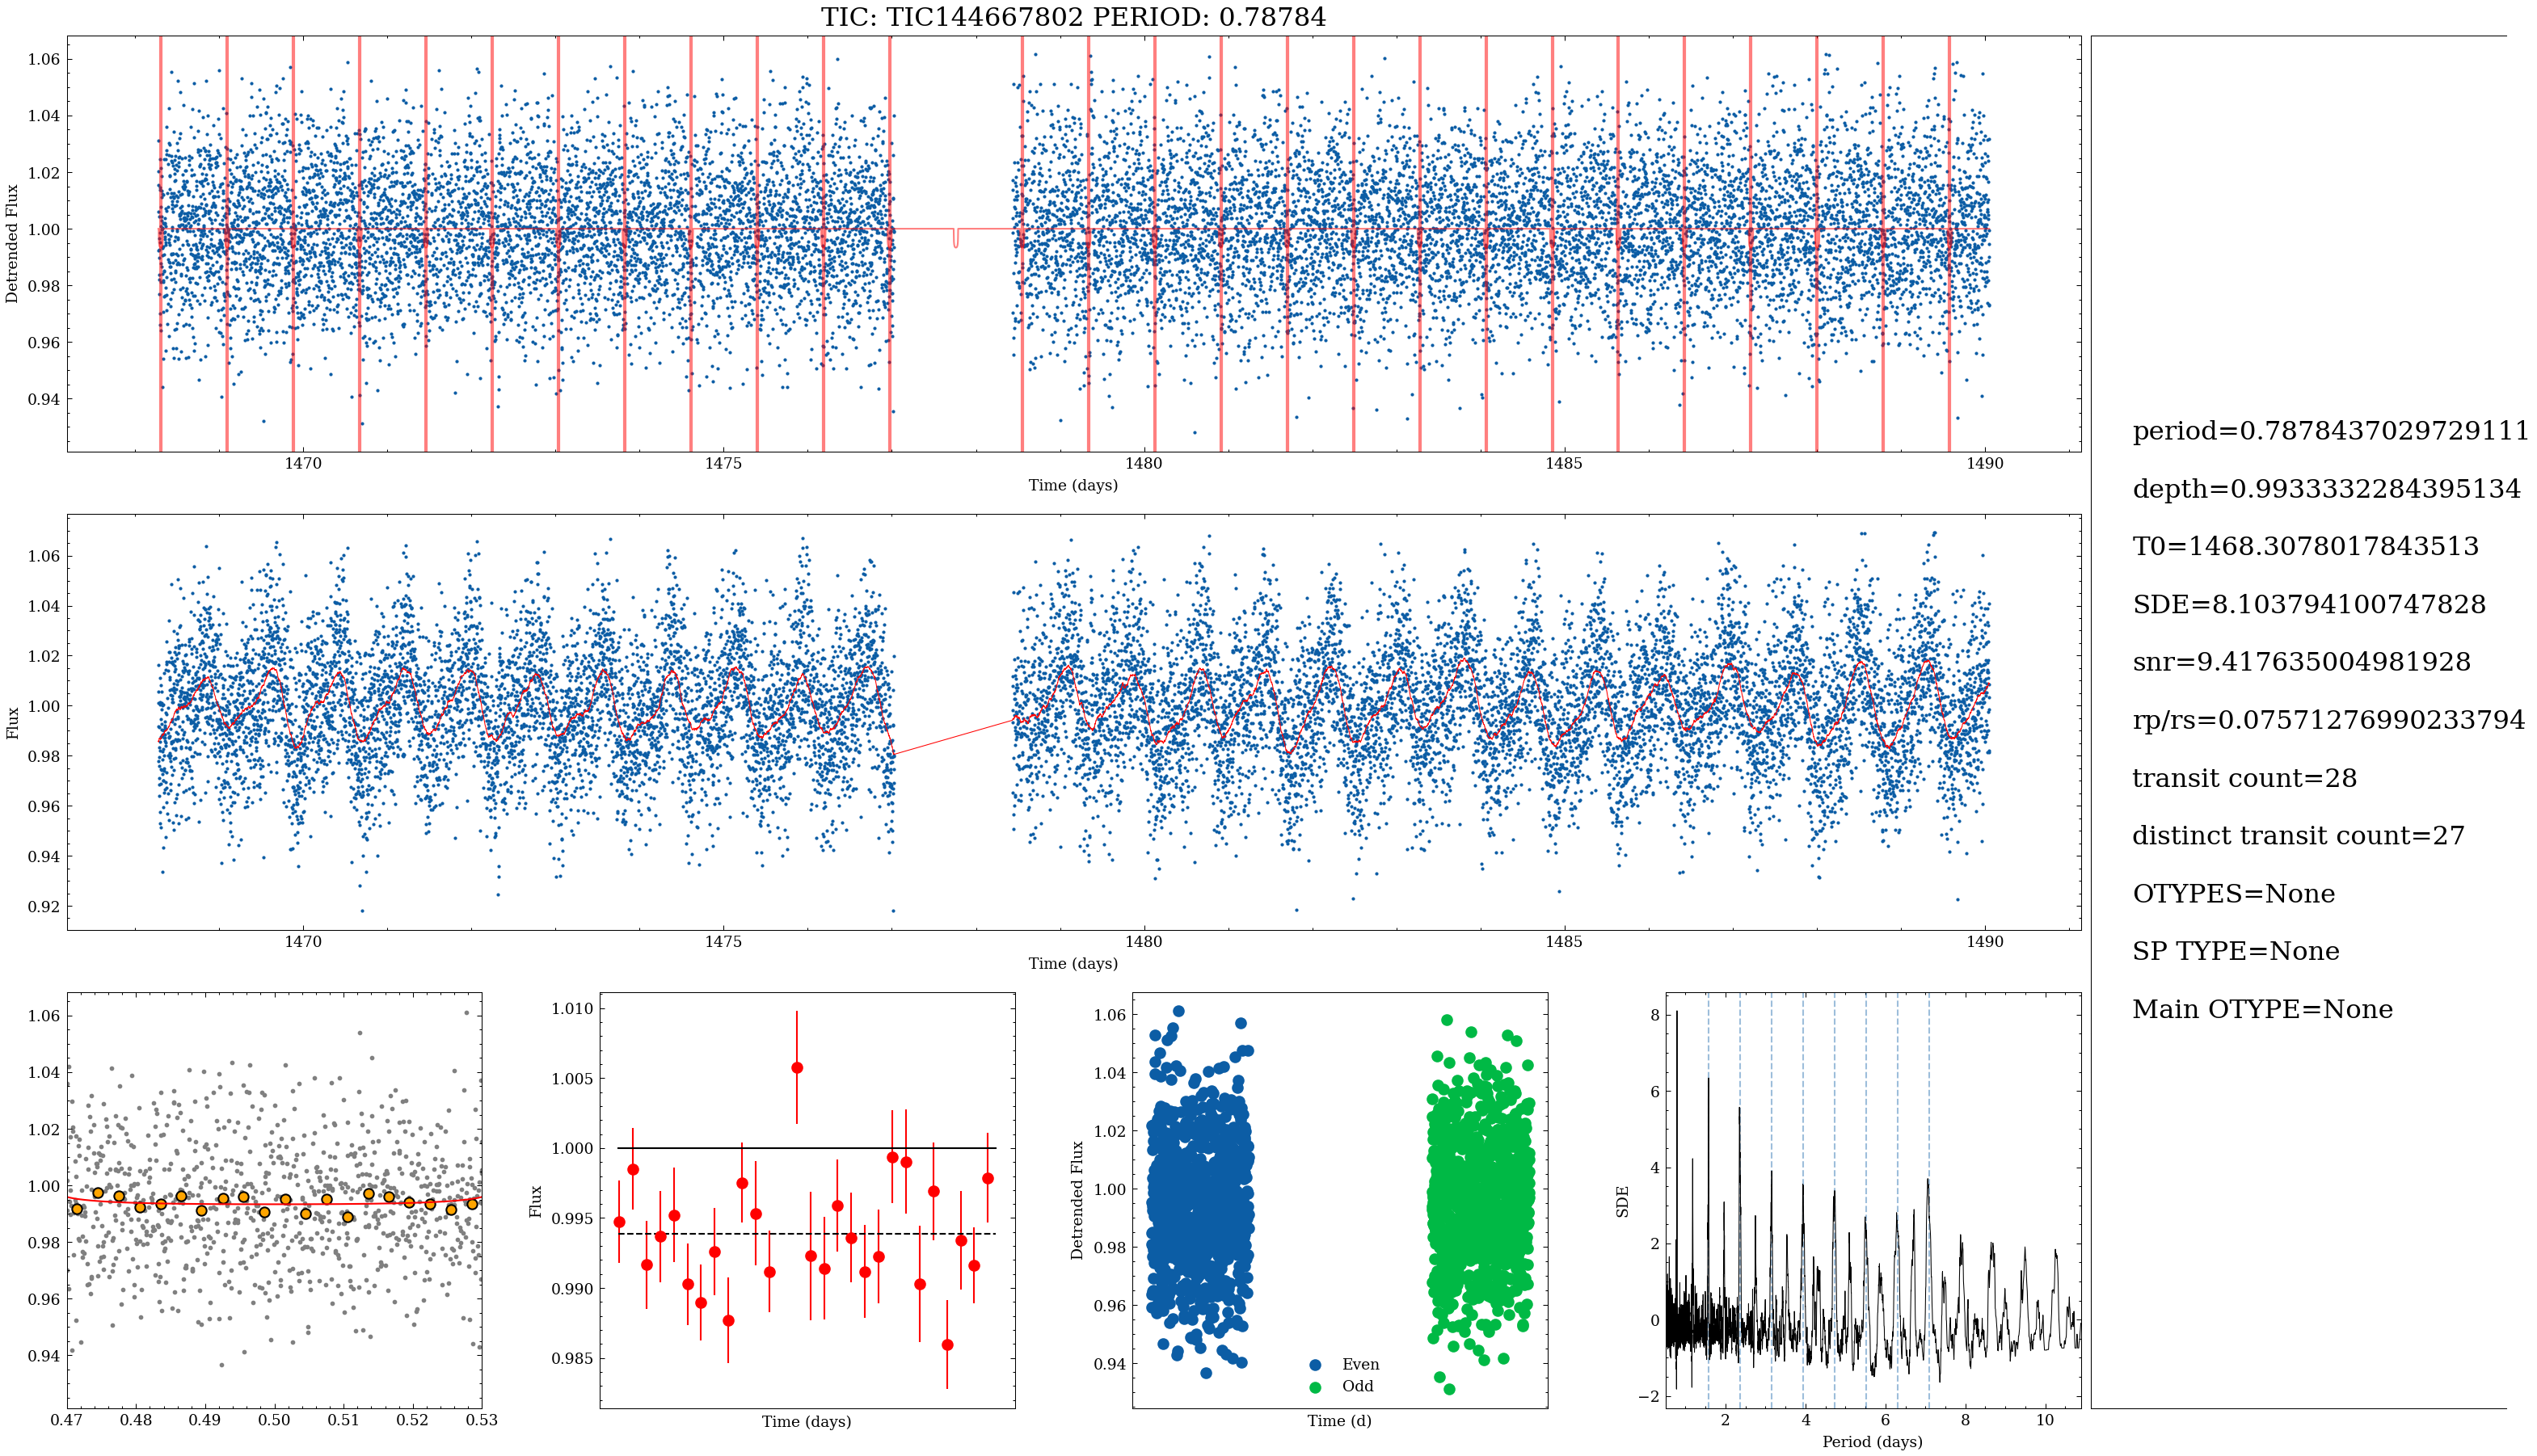 TIC: TIC144667802 PERIOD: 0.78784
1.06
1.04
1.02
1.00
0.98
0.96
0.94
Detrended Flux
1470 1475 1480 1485 1490
Time (days)
1.06
1.04
1.02
1.00
0.98
0.96
0.94
0.92
Flux
1470 1475 1480 1485 1490
Time (days)
1.06
1.04
1.02
1.00
0.98
0.96
0.94
0.47 0.48 0.49 0.50 0.51 0.52 0.53
1.010
1.005
1.000
0.995
0.990
0.985
Flux
Time (days)
1.06
1.04
1.02
1.00
0.98
0.96
0.94
Detrended Flux
Even
Odd
Time (d)
8
6
4
2
0
−2
SDE
2 4 6 8 10
Period (days)
period=0.7878437029729111
depth=0.9933332284395134
T0=1468.3078017843513
SDE=8.103794100747828
snr=9.417635004981928
rp/rs=0.07571276990233794
transit count=28
distinct transit count=27
OTYPES=None
SP TYPE=None
Main OTYPE=None